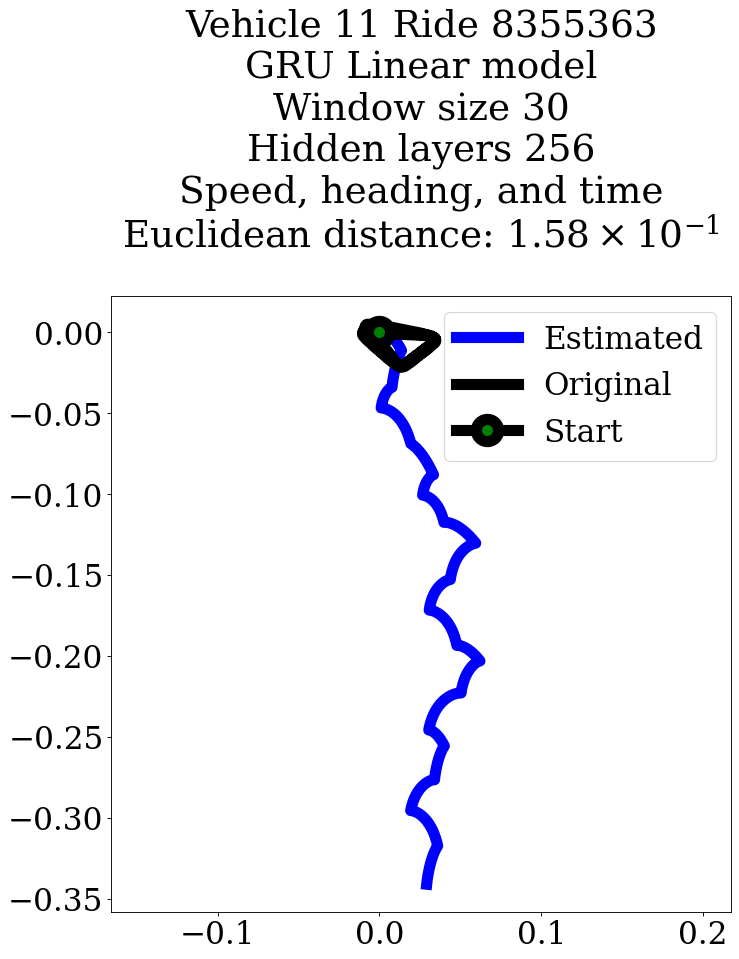 Vehicle 11 Ride 8355363
GRU Linear model
Window size 30
Hidden layers 256
Speed, heading, and time
Euclidean distance: 1.58 × 10⁻¹
Estimated
Original
Start
0.00
−0.05
−0.10
−0.15
−0.20
−0.25
−0.30
−0.35
−0.1 0.0 0.1 0.2